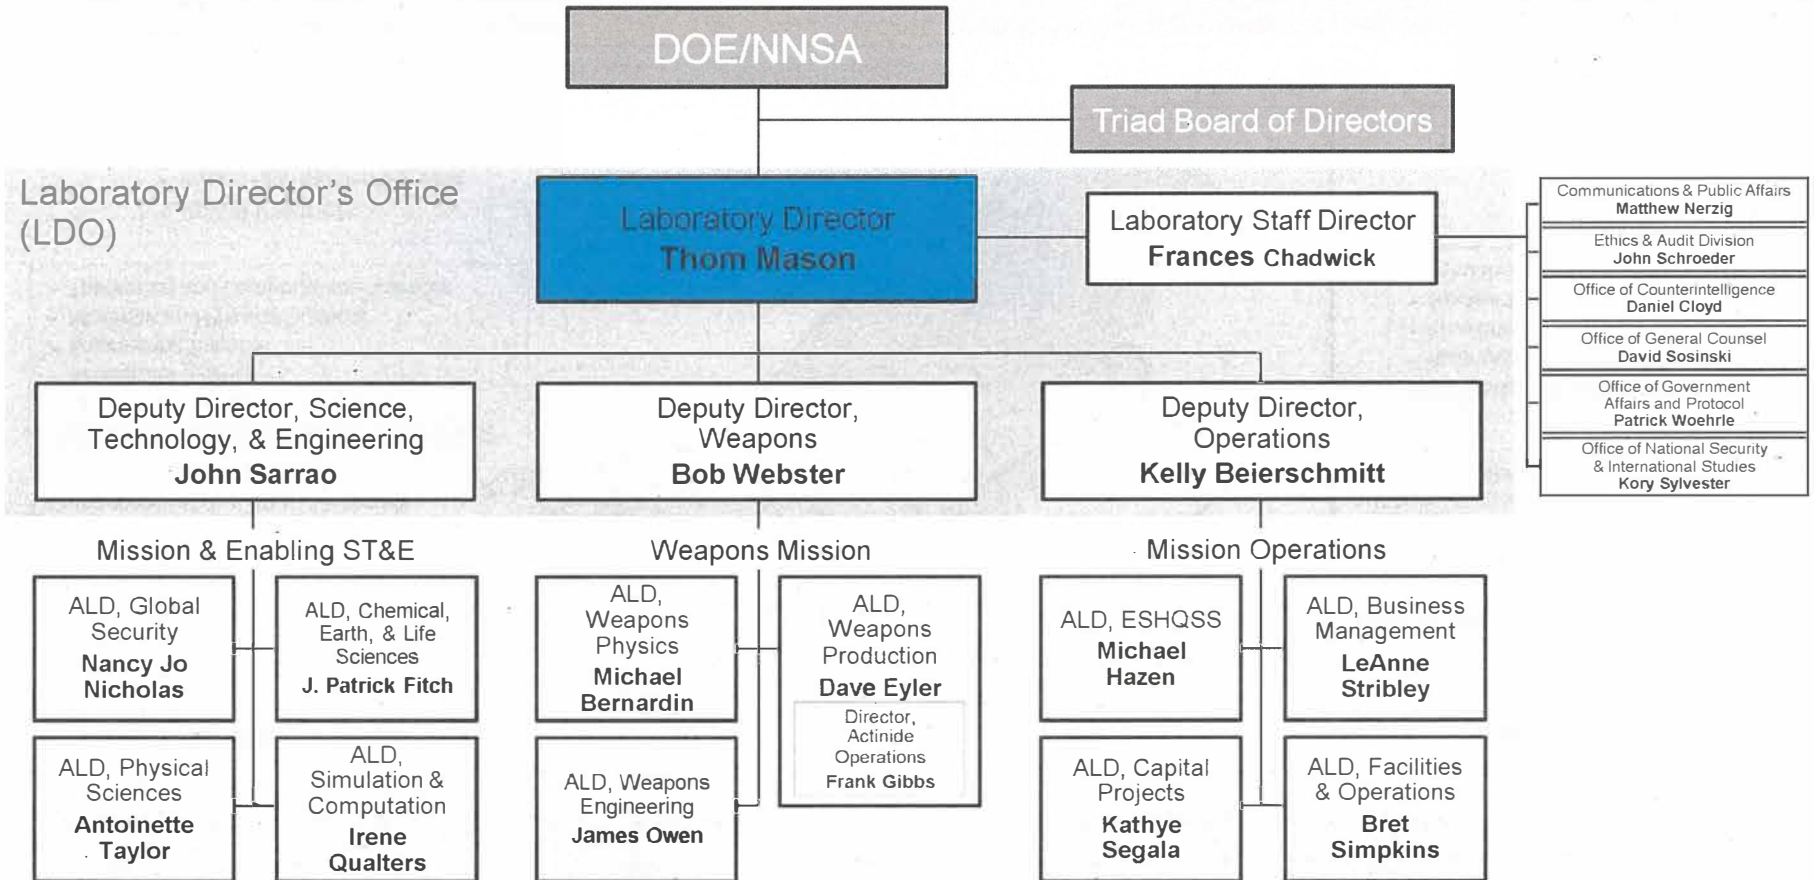 DOE/NNSA
Triad Board of Directors
Laboratory Director's Office
(LDO)
Laboratory Director
Thom Mason
Laboratory Staff Director
Frances Chadwick
Communications & Public Affairs
Matthew Nerzig
Ethics & Audit Division
John Schroeder
Office of Counterintelligence
Daniel Cloyd
Office of General Counsel
David Sosinski
Office of Government
Affairs and Protocol
Patrick Woehrle
Office of National Security
& International Studies
Kory Sylvester
Deputy Director, Science,
Technology, & Engineering
John Sarrao
Deputy Director,
Weapons
Bob Webster
Deputy Director,
Operations
Kelly Beierschmitt
Mission & Enabling ST&E
ALD, Global
Security
Nancy Jo
Nicholas
ALD, Chemical,
Earth, & Life
Sciences
J. Patrick Fitch
ALD, Physical
Sciences
Antoinette
Taylor
ALD,
Simulation &
Computation
Irene
Qualters
Weapons Mission
ALD,
Weapons
Physics
Michael
Bernardin
ALD,
Weapons
Production
Dave Eyler
Director,
Actinide
Operations
Frank Gibbs
ALD, Weapons
Engineering
James Owen
Mission Operations
ALD, ESHQSS
Michael
Hazen
ALD, Business
Management
LeAnne
Stribley
ALD, Capital
Projects
Kathye
Segala
ALD, Facilities
& Operations
Bret
Simpkins